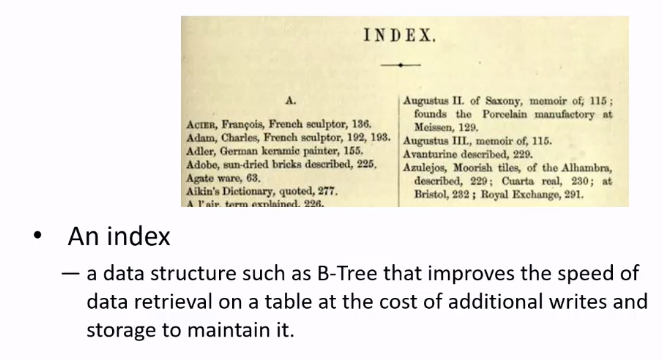 INDEX.
A.
ACIER, François, French sculptor, 136.
Adam, Charles, French sculptor, 192, 193.
Adler, German keramic painter, 155.
Adobe, sun-dried bricks described, 225.
Agate ware, 63.
Aikin's Dictionary, quoted, 277.
term explained, 226.
Augustus II. of Saxony, memoir of, 115;
founds the Porcelain manufactory at
Meissen, 129.
Augustus III., memoir of, 115.
Avanturine described, 229.
Azulejos, Moorish tiles, of the Alhambra,
described, 229; Cuarta real, 230; at
Bristol, 232; Royal Exchange, 291.
• An index
— a data structure such as B-Tree that improves the speed of
data retrieval on a table at the cost of additional writes and
storage to maintain it.